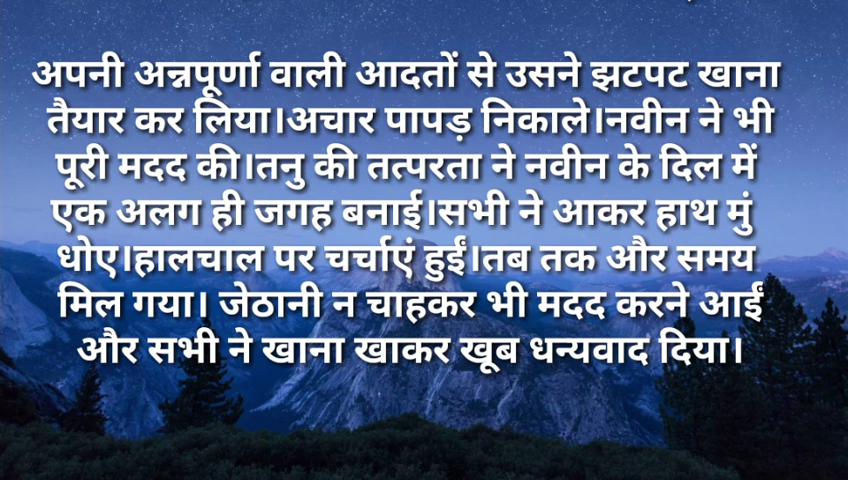 अपनी अन्नपूर्णा वाली आदतों से उसने झटपट खाना
तैयार कर लिया।अचार पापड़ निकाले।नवीन ने भी
पूरी मदद की।तनु की तत्परता ने नवीन के दिल में
एक अलग ही जगह बनाई।सभी ने आकर हाथ मुं
धोए।हालचाल पर चर्चाएं हुईं।तब तक और समय
मिल गया। जेठानी न चाहकर भी मदद करने आईं
और सभी ने खाना खाकर खूब धन्यवाद दिया।